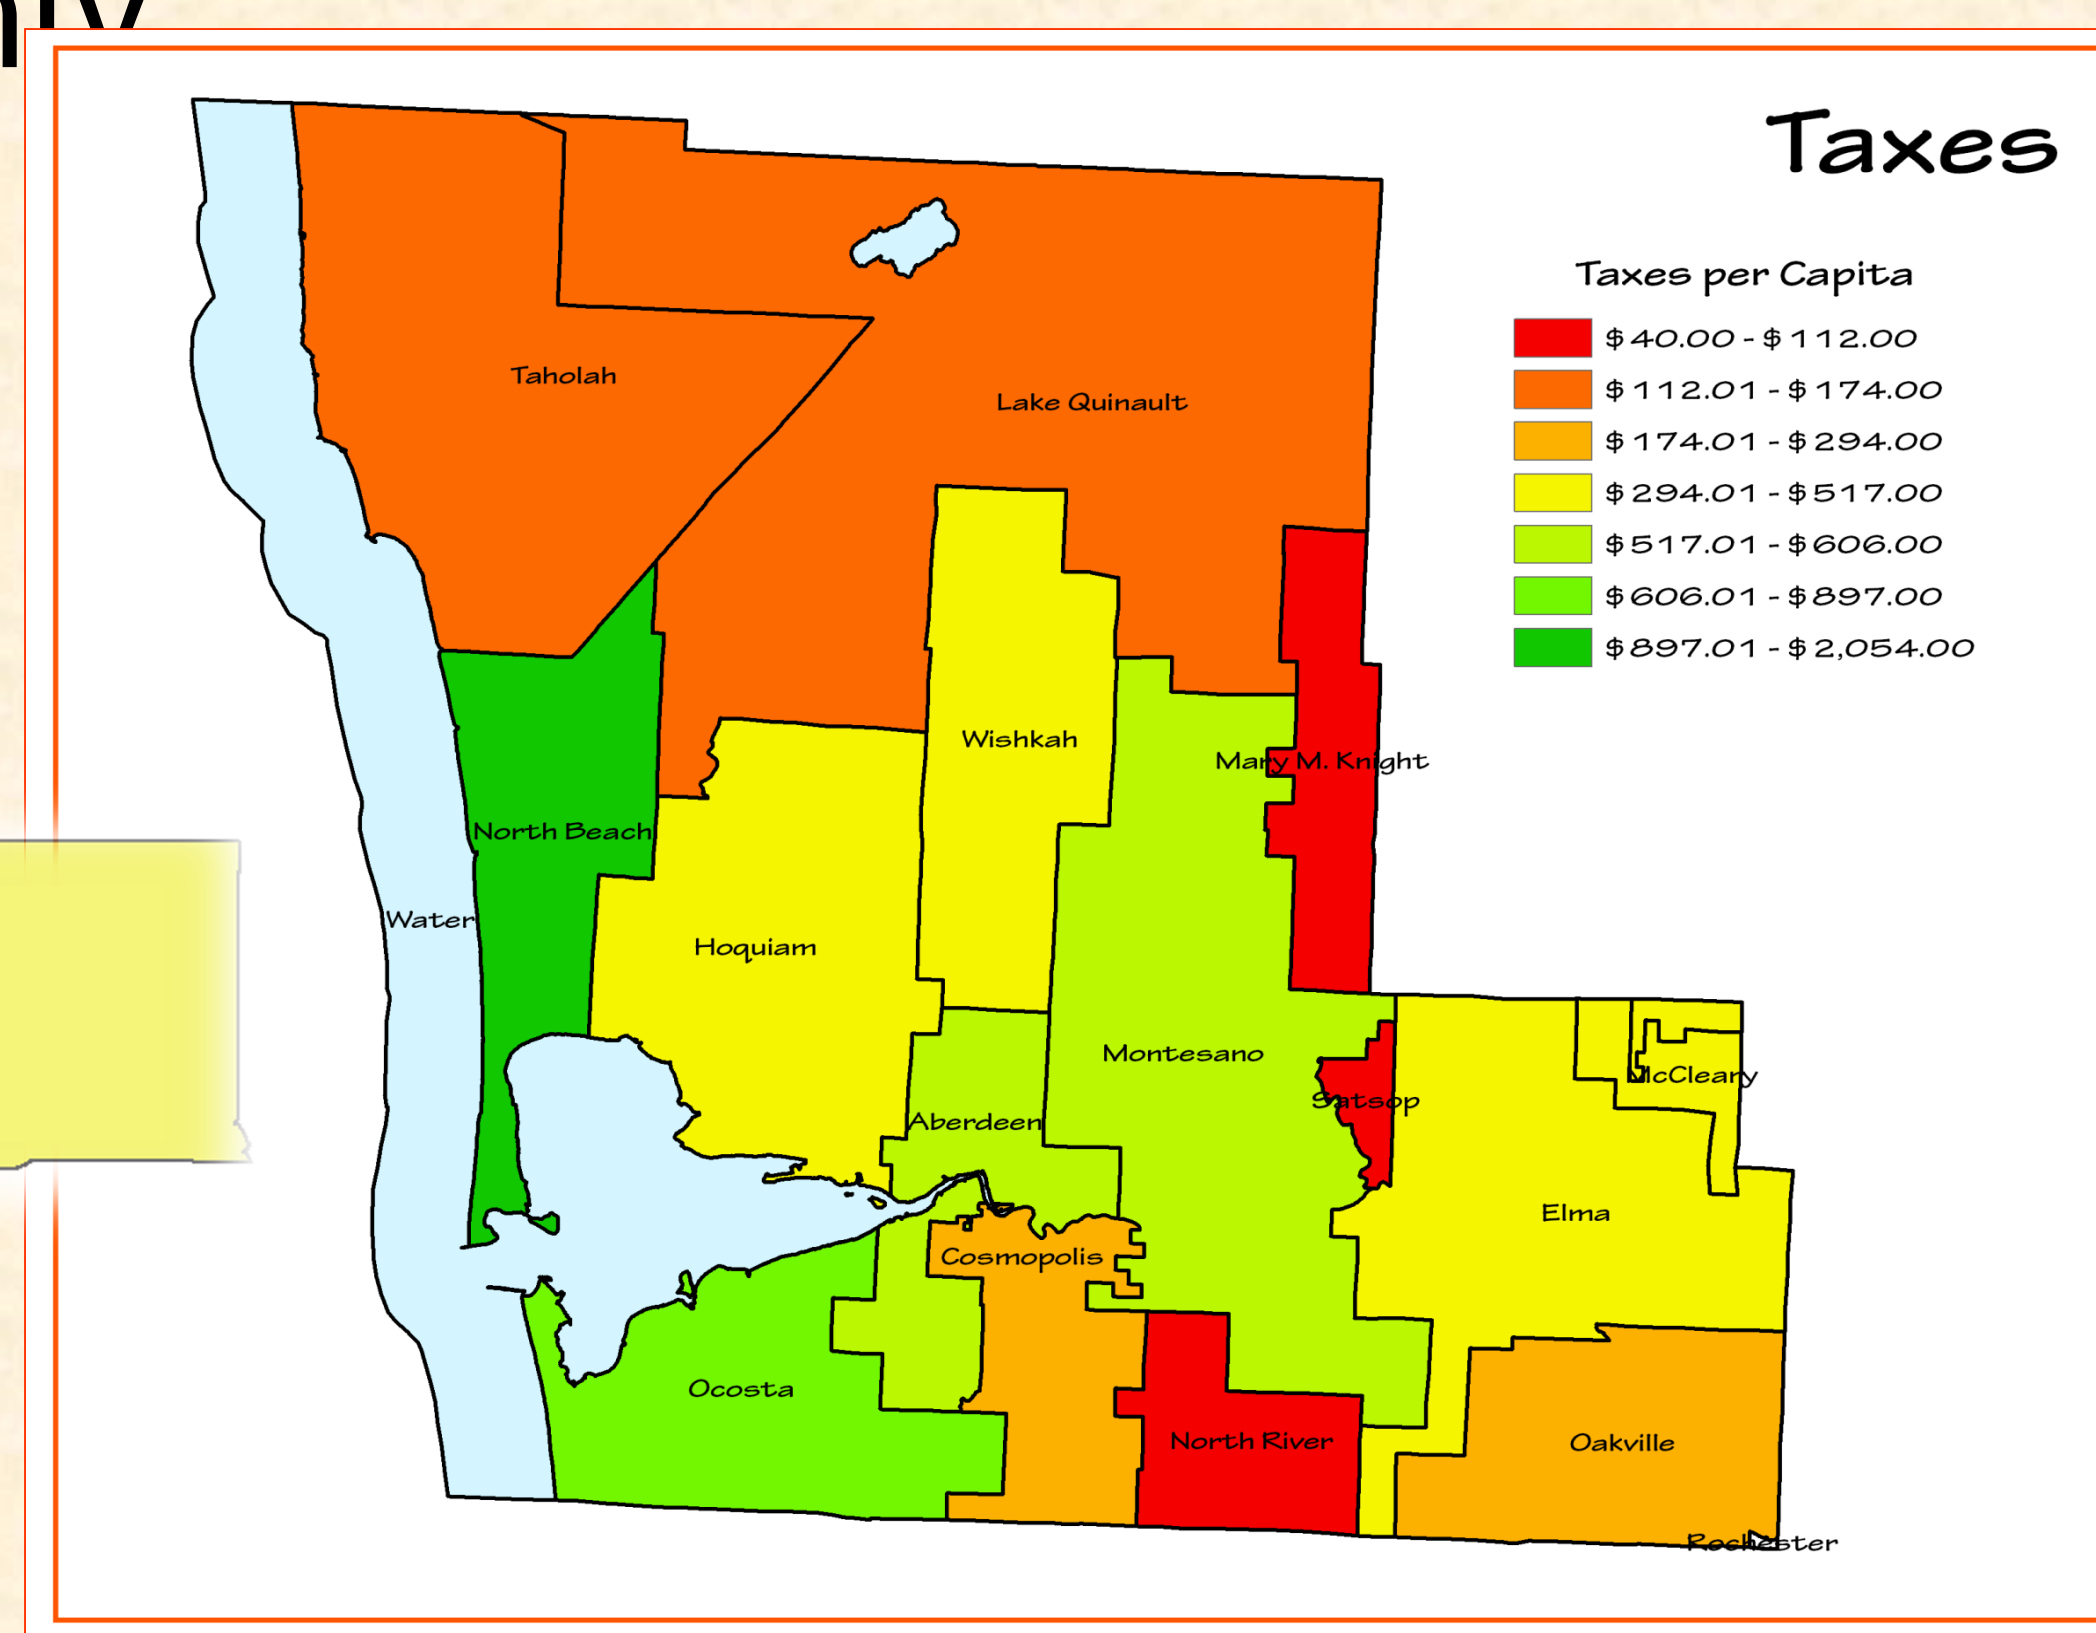 Taxes
Taxes per Capita
$40.00 - $112.00
$112.01 - $174.00
$174.01 - $294.00
$294.01 - $517.00
$517.01 - $606.00
$606.01 - $897.00
$897.01 - $2,054.00
Taholah
Lake Quinault
Wishkah
Mary M. Knight
North Beach
Water
Hoquiam
Montesano
McCleary
Satsop
Aberdeen
Elma
Cosmopolis
Ocosta
North River
Oakville
Rochester